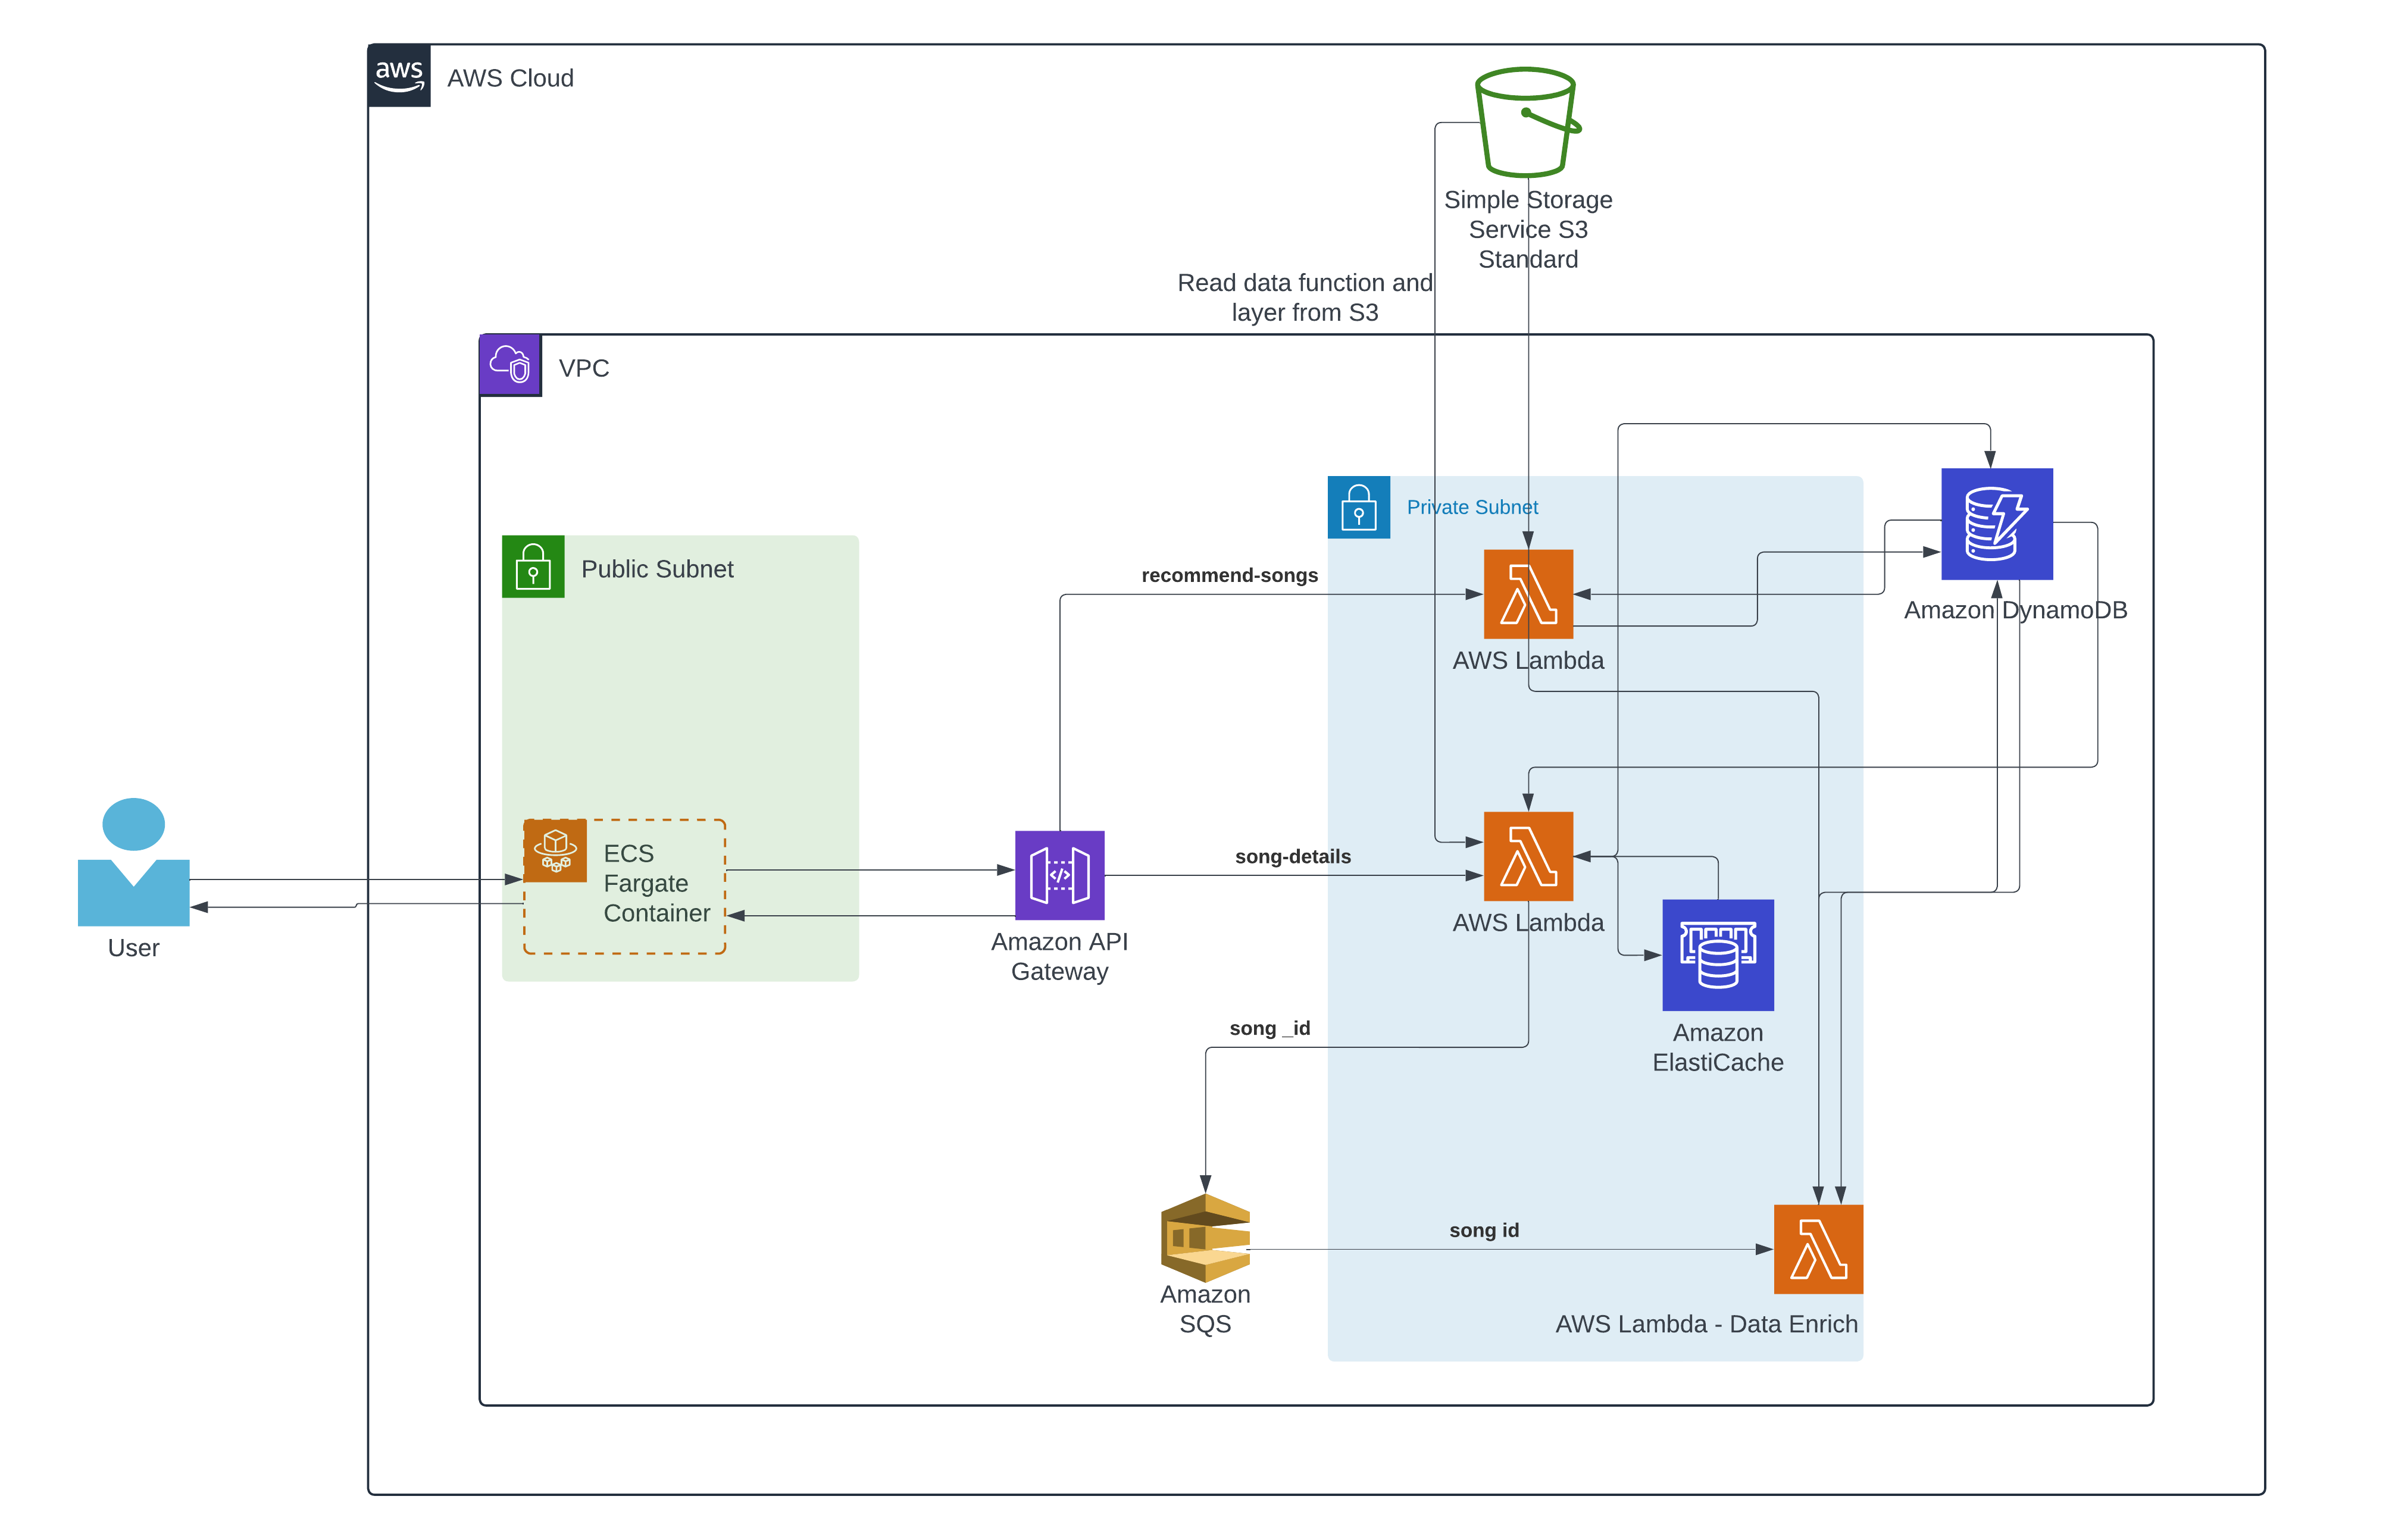 aws
AWS Cloud
Simple Storage
Service S3
Standard
Read data function and
layer from S3
VPC
Private Subnet
Public Subnet
recommend-songs
Amazon DynamoDB
AWS Lambda
ECS
Fargate
Container
song-details
AWS Lambda
User
Amazon API
Gateway
song _id
Amazon
ElastiCache
song id
Amazon
SQS
AWS Lambda - Data Enrich